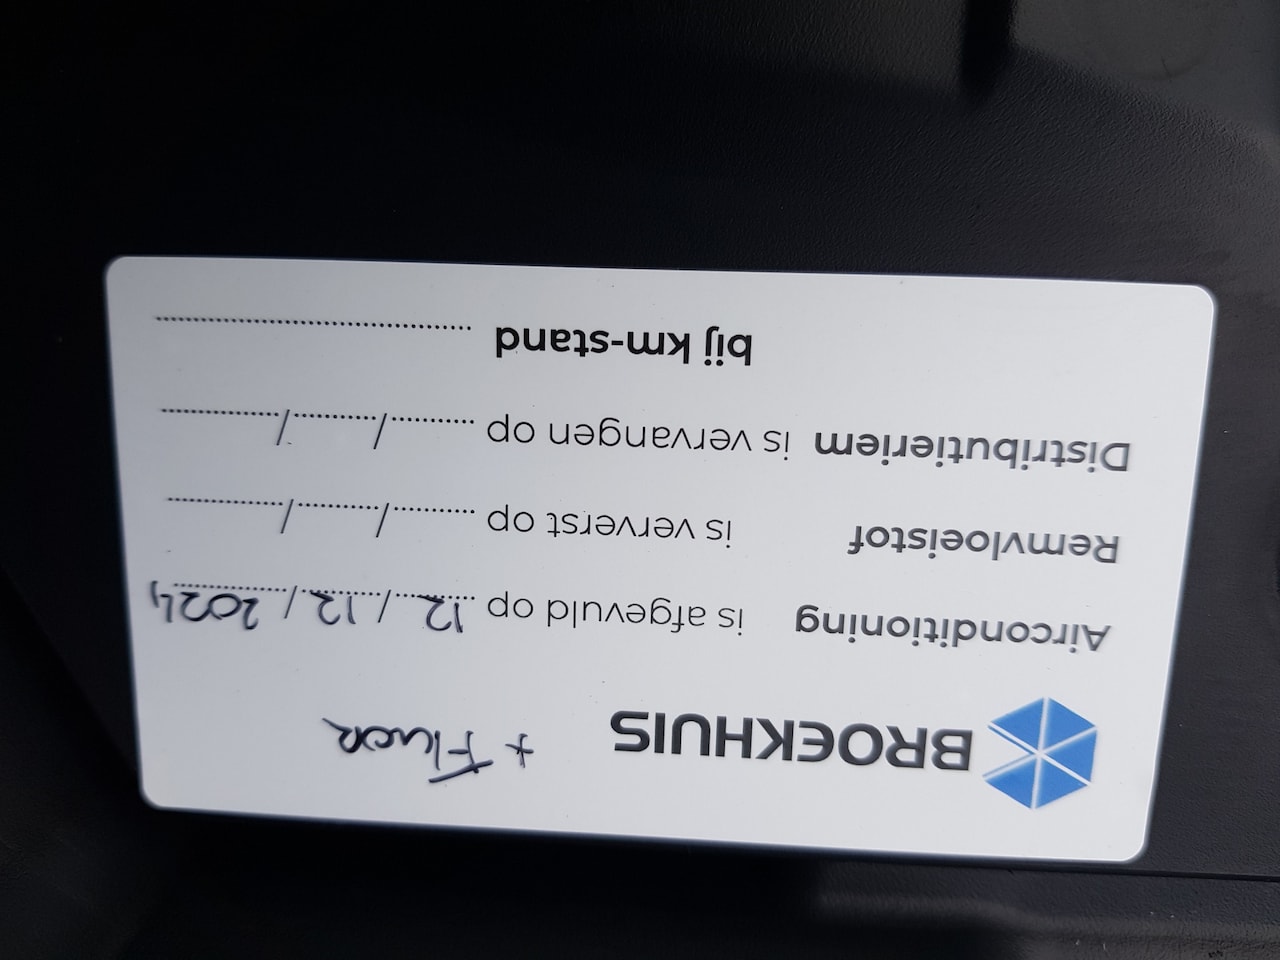 BROEKHUIS + Fluor
Airconditioning is afgevuld op 12 / 12 / 2024
Remvloeistof is ververst op ........../........../..............
Distributieriem is vervangen op ........../........../..............
bij km-stand ........................................